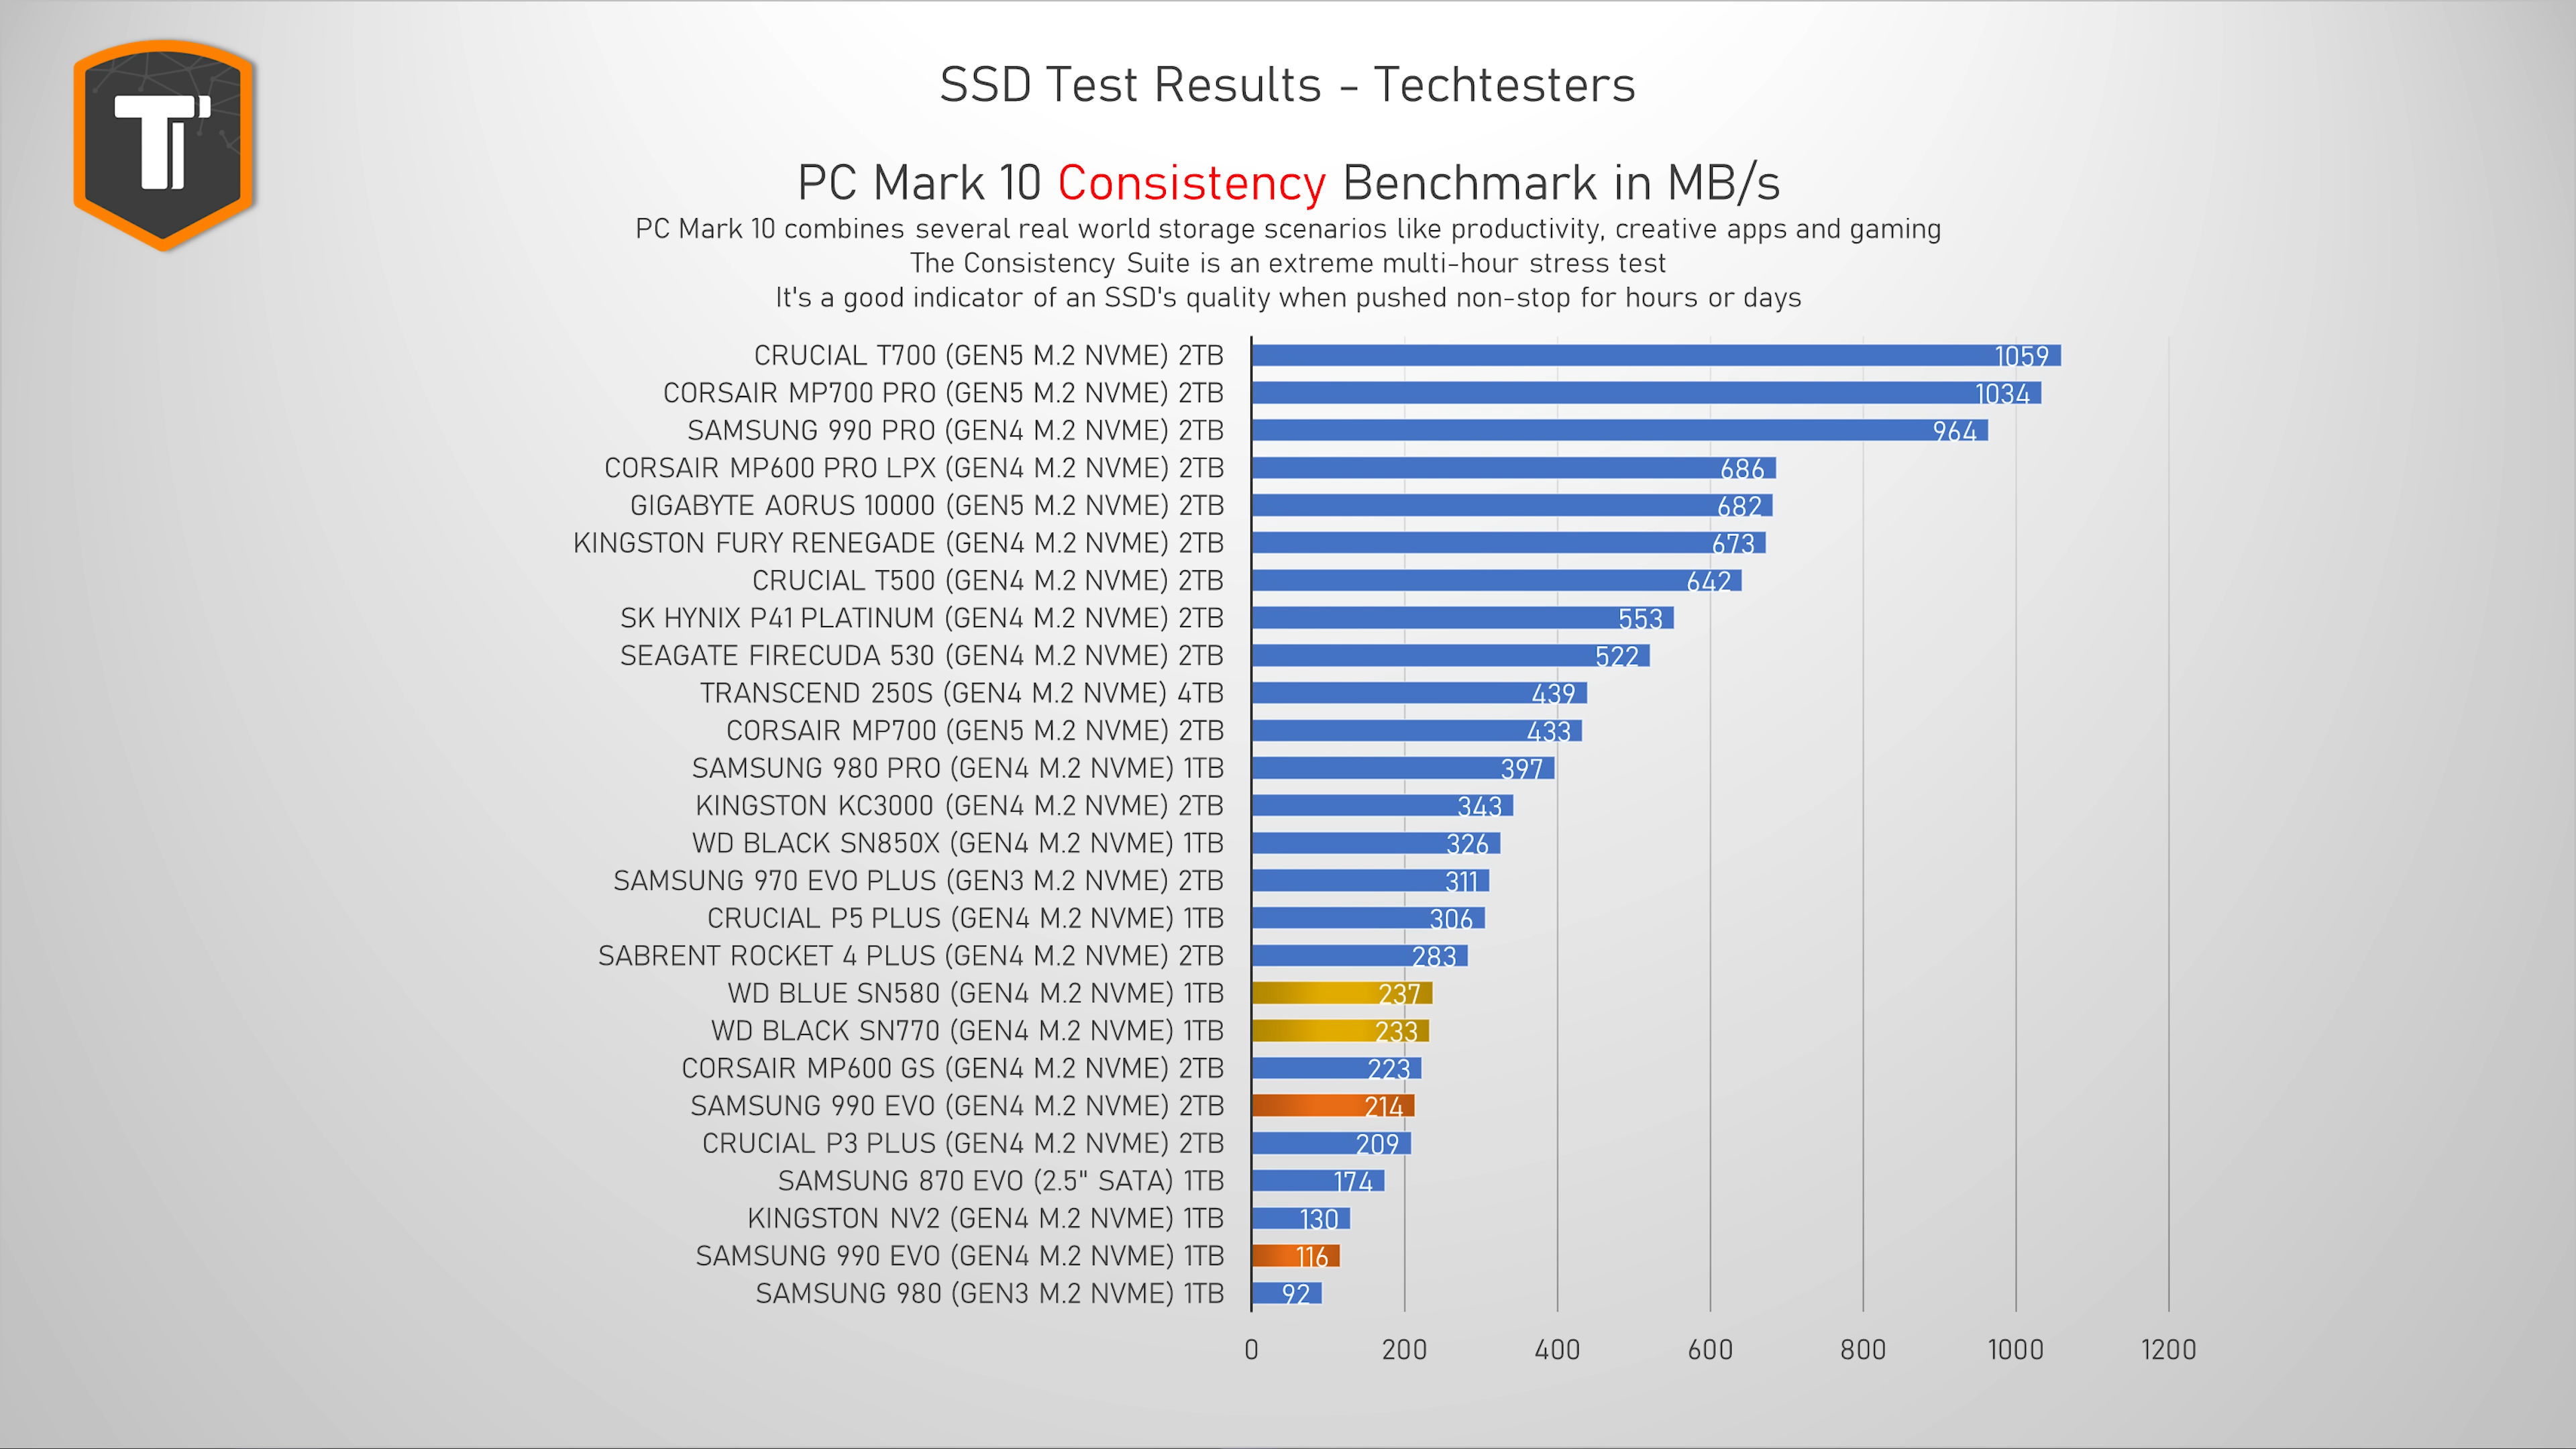 SSD Test Results - Techtesters
PC Mark 10 Consistency Benchmark in MB/s
PC Mark 10 combines several real world storage scenarios like productivity, creative apps and gaming
The Consistency Suite is an extreme multi-hour stress test
It's a good indicator of an SSD's quality when pushed non-stop for hours or days
CRUCIAL T700 (GEN5 M.2 NVME) 2TB 1059
CORSAIR MP700 PRO (GEN5 M.2 NVME) 2TB 1034
SAMSUNG 990 PRO (GEN4 M.2 NVME) 2TB 964
CORSAIR MP600 PRO LPX (GEN4 M.2 NVME) 2TB 686
GIGABYTE AORUS 10000 (GEN5 M.2 NVME) 2TB 682
KINGSTON FURY RENEGADE (GEN4 M.2 NVME) 2TB 673
CRUCIAL T500 (GEN4 M.2 NVME) 2TB 642
SK HYNIX P41 PLATINUM (GEN4 M.2 NVME) 2TB 553
SEAGATE FIRECUDA 530 (GEN4 M.2 NVME) 2TB 522
TRANSCEND 250S (GEN4 M.2 NVME) 4TB 439
CORSAIR MP700 (GEN5 M.2 NVME) 2TB 433
SAMSUNG 980 PRO (GEN4 M.2 NVME) 1TB 397
KINGSTON KC3000 (GEN4 M.2 NVME) 2TB 343
WD BLACK SN850X (GEN4 M.2 NVME) 1TB 326
SAMSUNG 970 EVO PLUS (GEN3 M.2 NVME) 2TB 311
CRUCIAL P5 PLUS (GEN4 M.2 NVME) 1TB 306
SABRENT ROCKET 4 PLUS (GEN4 M.2 NVME) 2TB 283
WD BLUE SN580 (GEN4 M.2 NVME) 1TB 237
WD BLACK SN770 (GEN4 M.2 NVME) 1TB 233
CORSAIR MP600 GS (GEN4 M.2 NVME) 2TB 223
SAMSUNG 990 EVO (GEN4 M.2 NVME) 2TB 214
CRUCIAL P3 PLUS (GEN4 M.2 NVME) 2TB 209
SAMSUNG 870 EVO (2.5" SATA) 1TB 174
KINGSTON NV2 (GEN4 M.2 NVME) 1TB 130
SAMSUNG 990 EVO (GEN4 M.2 NVME) 1TB 116
SAMSUNG 980 (GEN3 M.2 NVME) 1TB 92
0 200 400 600 800 1000 1200